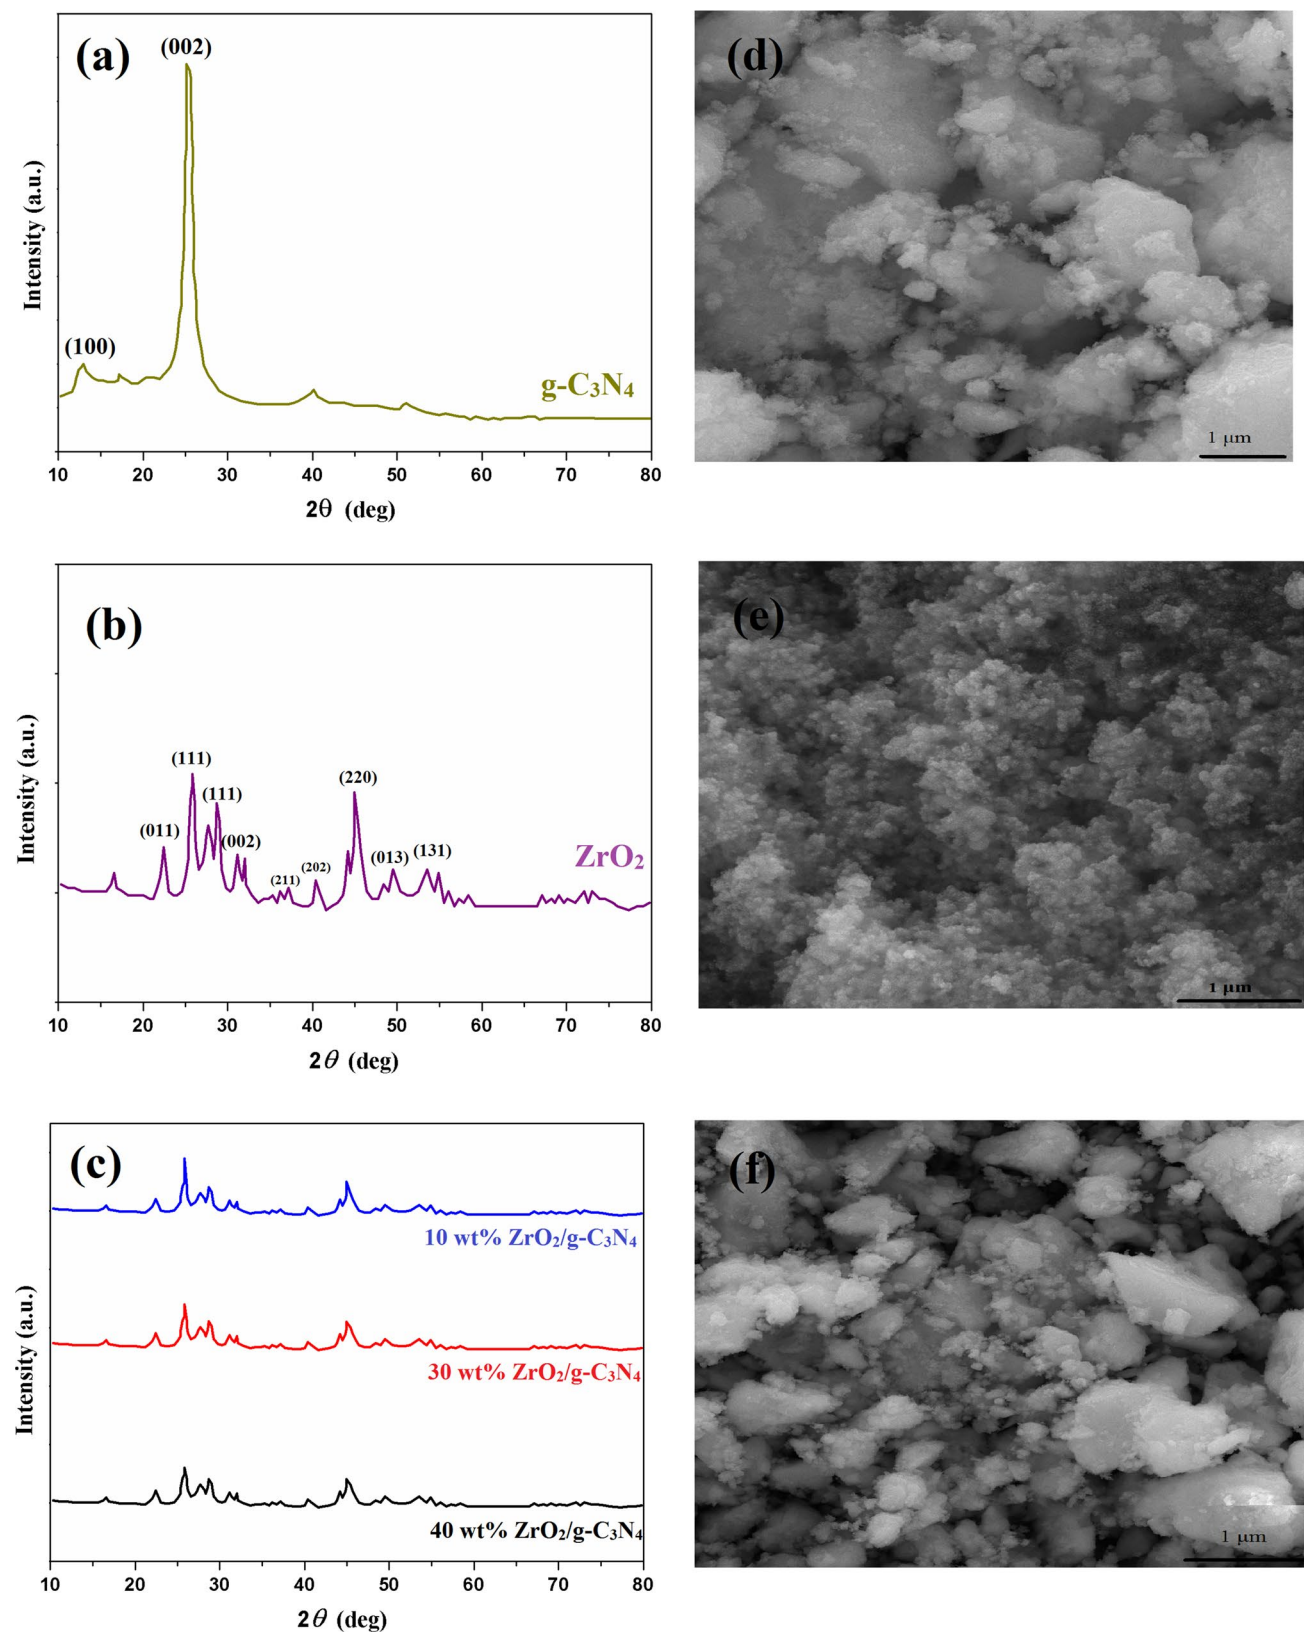 (a)
(002)
(100)
g-C₃N₄
Intensity (a.u.)
10 20 30 40 50 60 70 80
2θ (deg)
(d)
1 μm
(b)
(111)
(111)
(011)
(002)
(211)
(202)
(220)
(013)
(131)
ZrO₂
Intensity (a.u.)
10 20 30 40 50 60 70 80
2θ (deg)
(e)
1 μm
(c)
10 wt% ZrO₂/g-C₃N₄
30 wt% ZrO₂/g-C₃N₄
40 wt% ZrO₂/g-C₃N₄
Intensity (a.u.)
10 20 30 40 50 60 70 80
2θ (deg)
(f)
1 μm